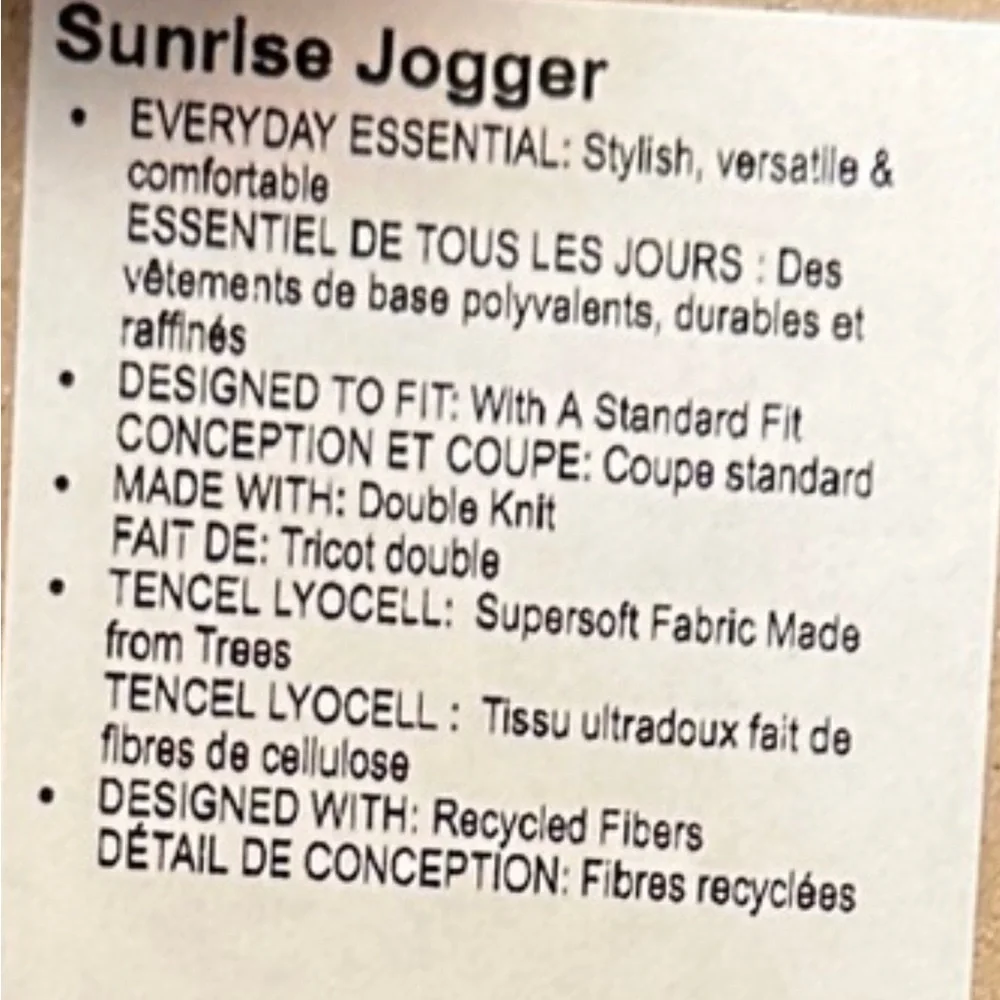 Sunrise Jogger
• EVERYDAY ESSENTIAL: Stylish, versatile &
comfortable
ESSENTIEL DE TOUS LES JOURS : Des
vêtements de base polyvalents, durables et
raffinés
• DESIGNED TO FIT: With A Standard Fit
CONCEPTION ET COUPE: Coupe standard
• MADE WITH: Double Knit
FAIT DE: Tricot double
• TENCEL LYOCELL: Supersoft Fabric Made
from Trees
TENCEL LYOCELL : Tissu ultradoux fait de
fibres de cellulose
• DESIGNED WITH: Recycled Fibers
DÉTAIL DE CONCEPTION: Fibres recyclées